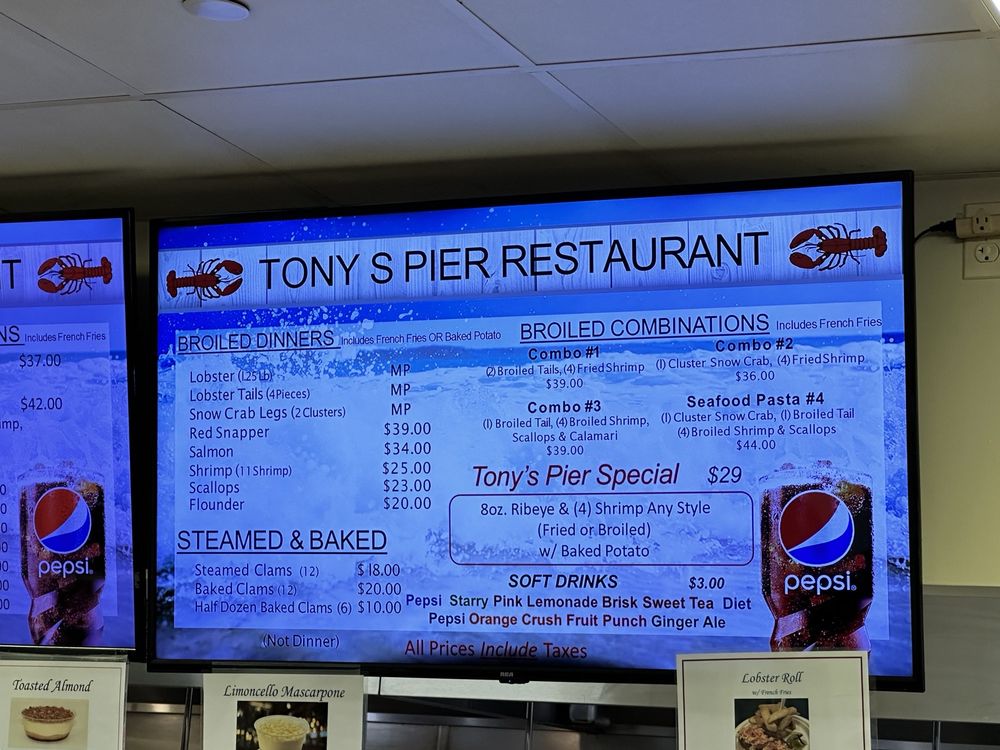 T
NS Includes French Fries
$37.00
$42.00
mp,
pepsi.
TONY S PIER RESTAURANT
BROILED DINNERS Includes French Fries OR Baked Potato
Lobster (1.25Lb) MP
Lobster Tails (4Pieces) MP
Snow Crab Legs (2 Clusters) MP
Red Snapper $39.00
Salmon $34.00
Shrimp (11 Shrimp) $25.00
Scallops $23.00
Flounder $20.00
STEAMED & BAKED
Steamed Clams (12) $18.00
Baked Clams (12) $20.00
Half Dozen Baked Clams (6) $10.00
(Not Dinner)
BROILED COMBINATIONS Includes French Fries
Combo #1
(2) Broiled Tails, (4) Fried Shrimp
$39.00
Combo #2
(1) Cluster Snow Crab, (4) Fried Shrimp
$36.00
Combo #3
(1) Broiled Tail, (4) Broiled Shrimp,
Scallops & Calamari
$39.00
Seafood Pasta #4
(1) Cluster Snow Crab, (1) Broiled Tail
(4) Broiled Shrimp & Scallops
$44.00
Tony's Pier Special $29
8oz. Ribeye & (4) Shrimp Any Style
(Fried or Broiled)
w/ Baked Potato
SOFT DRINKS $3.00
Pepsi Starry Pink Lemonade Brisk Sweet Tea Diet
Pepsi Orange Crush Fruit Punch Ginger Ale
All Prices Include Taxes
pepsi.
RCA
Toasted Almond
Limoncello Mascarpone
Lobster Roll
w/ French Fries